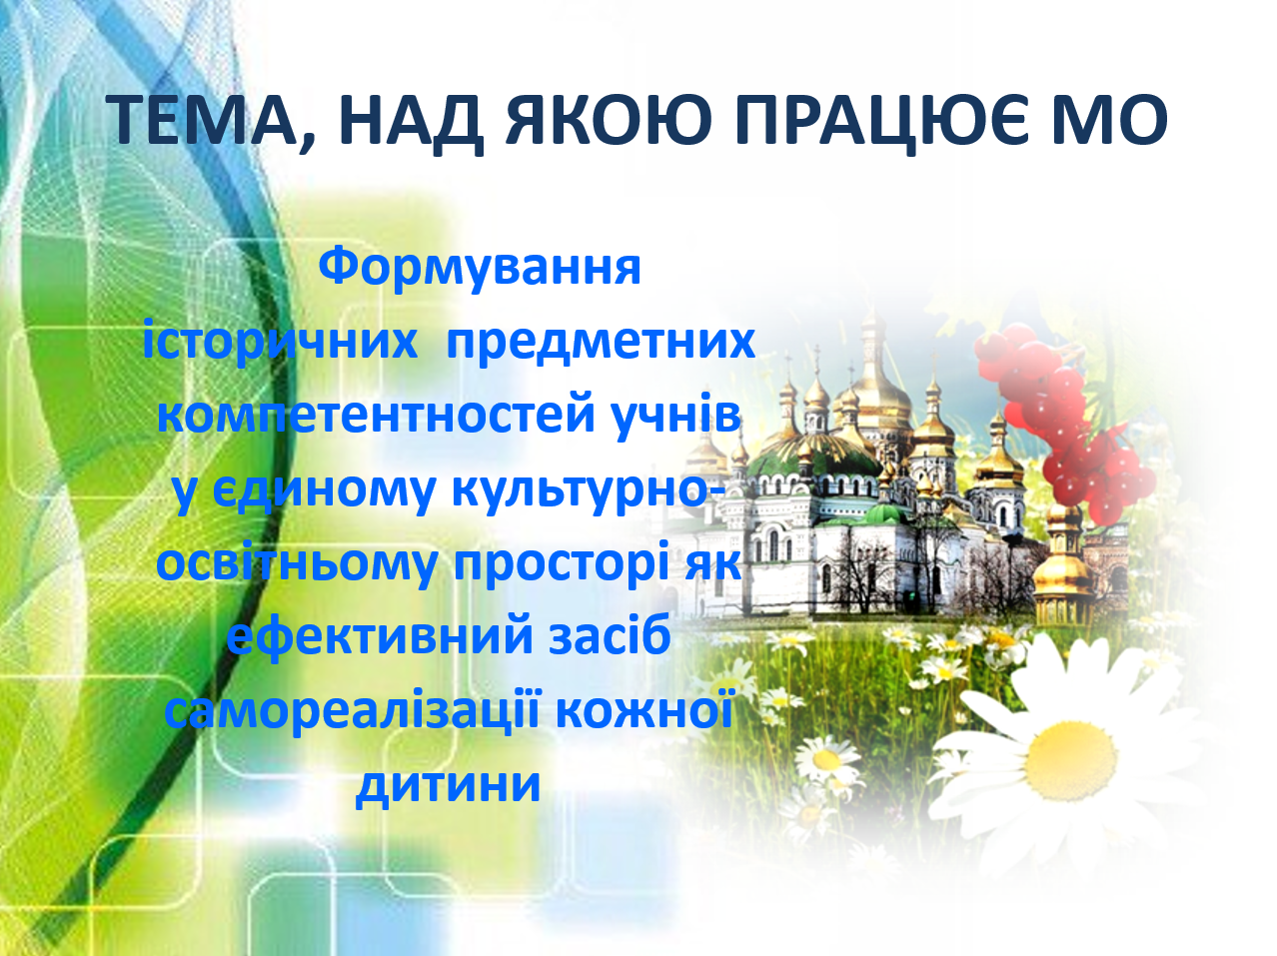 ТЕМА, НАД ЯКОЮ ПРАЦЮЄ МО
Формування
історичних предметних
компетентностей учнів
у єдиному культурно-
освітньому просторі як
ефективний засіб
самореалізації кожної
дитини